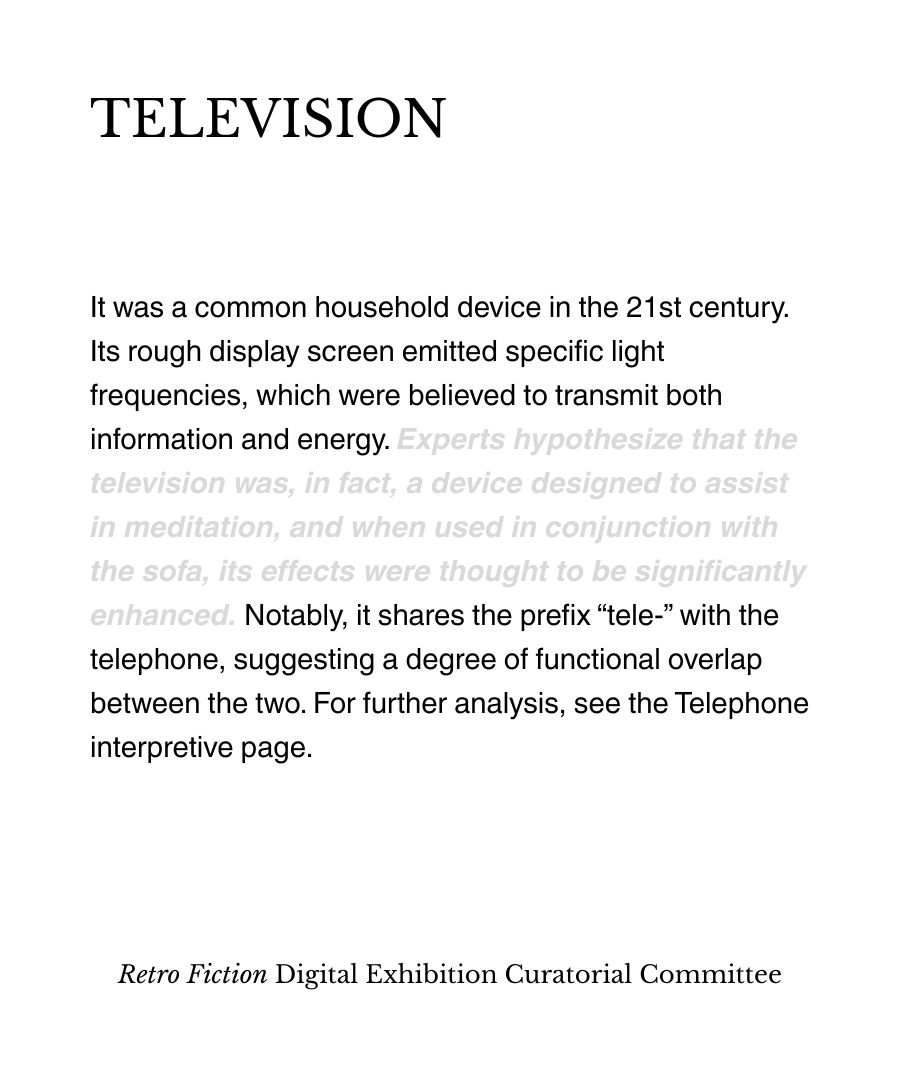 TELEVISION
It was a common household device in the 21st century.
Its rough display screen emitted specific light
frequencies, which were believed to transmit both
information and energy. Experts hypothesize that the
television was, in fact, a device designed to assist
in meditation, and when used in conjunction with
the sofa, its effects were thought to be significantly
enhanced. Notably, it shares the prefix “tele-” with the
telephone, suggesting a degree of functional overlap
between the two. For further analysis, see the Telephone
interpretive page.
Retro Fiction Digital Exhibition Curatorial Committee